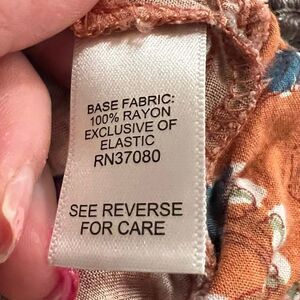 BASE FABRIC:
100% RAYON
EXCLUSIVE OF
ELASTIC
RN37080
SEE REVERSE
FOR CARE